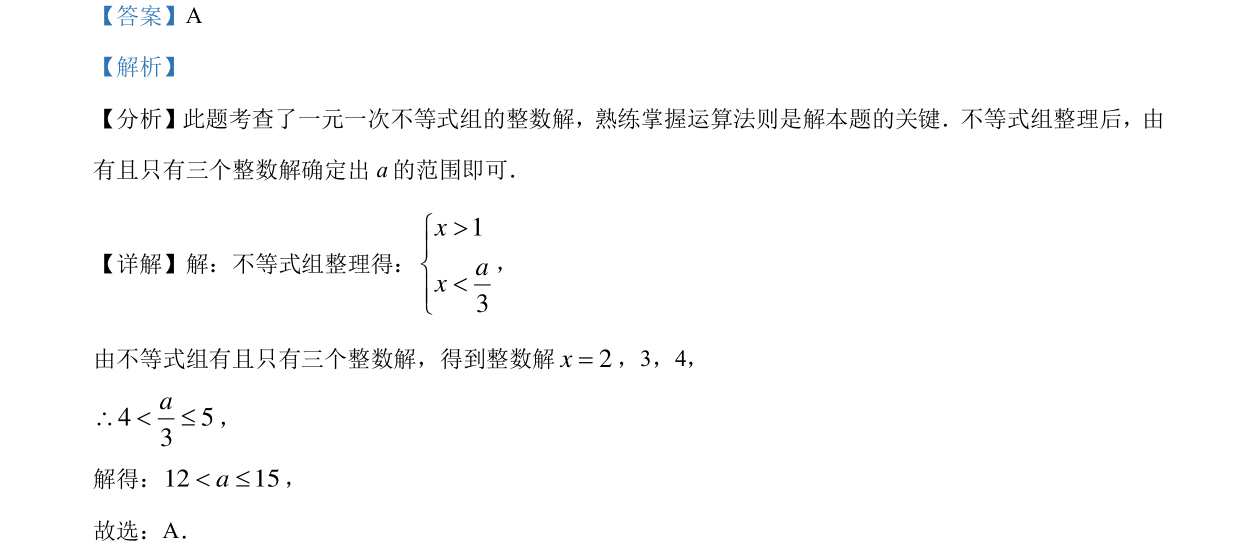 【答案】A
【解析】
【分析】此题考查了一元一次不等式组的整数解，熟练掌握运算法则是解本题的关键．不等式组整理后，由
有且只有三个整数解确定出 a 的范围即可．
【详解】解：不等式组整理得：{x>1 x<a/3，
由不等式组有且只有三个整数解，得到整数解 x=2，3，4，
∴4<a/3≤5，
解得：12<a≤15，
故选：A．